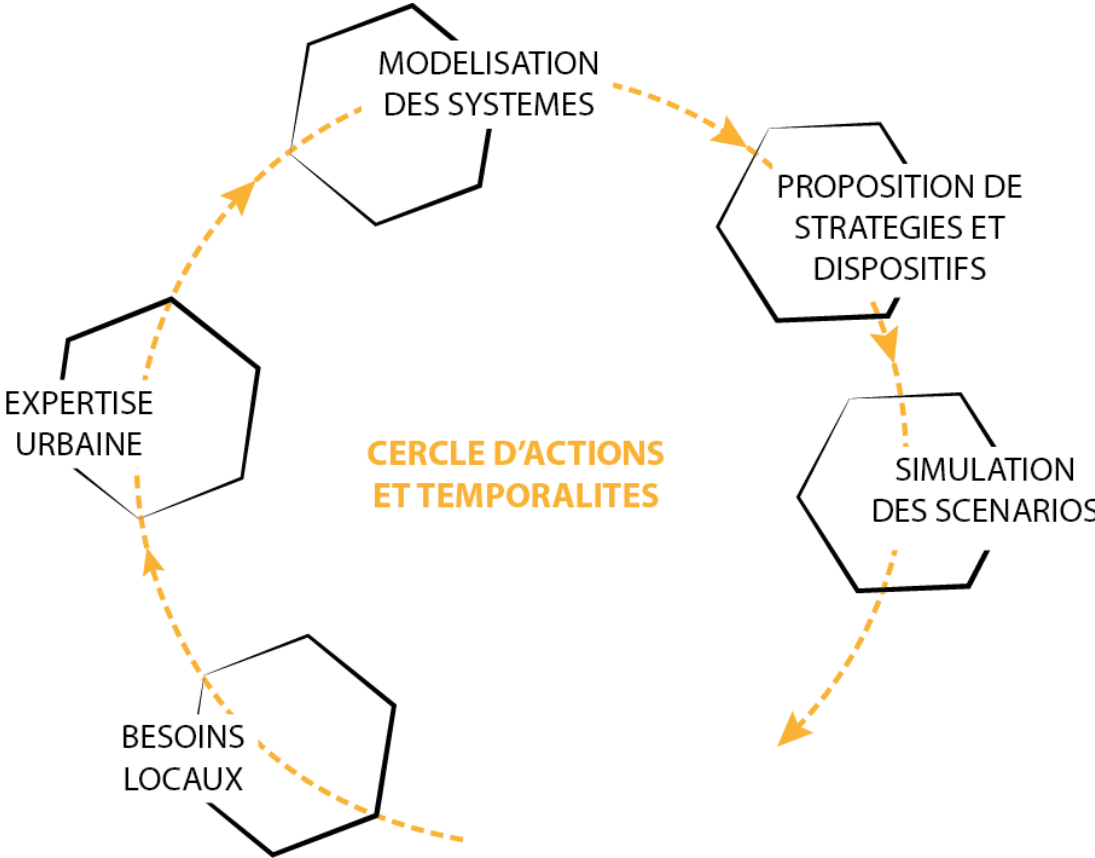 MODELISATION
DES SYSTEMES
PROPOSITION DE
STRATEGIES ET
DISPOSITIFS
EXPERTISE
URBAINE
CERCLE D’ACTIONS
ET TEMPORALITES
SIMULATION
DES SCENARIOS
BESOINS
LOCAUX